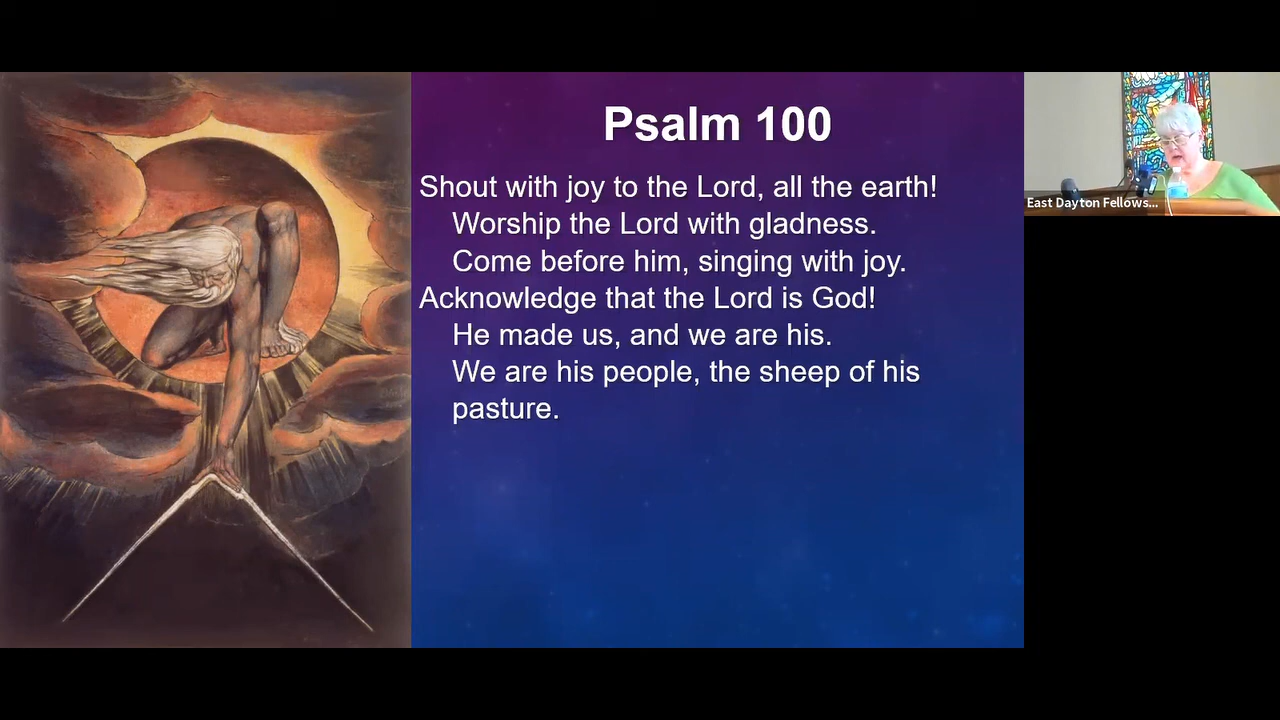 Psalm 100
Shout with joy to the Lord, all the earth!
Worship the Lord with gladness.
Come before him, singing with joy.
Acknowledge that the Lord is God!
He made us, and we are his.
We are his people, the sheep of his
pasture.
East Dayton Fellows...